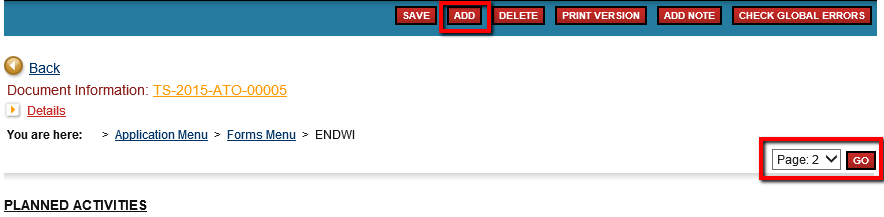 SAVE ADD DELETE PRINT VERSION ADD NOTE CHECK GLOBAL ERRORS
Back
Document Information: TS-2015-ATO-00005
Details
You are here: > Application Menu > Forms Menu > ENDWI
Page: 2 GO
PLANNED ACTIVITIES